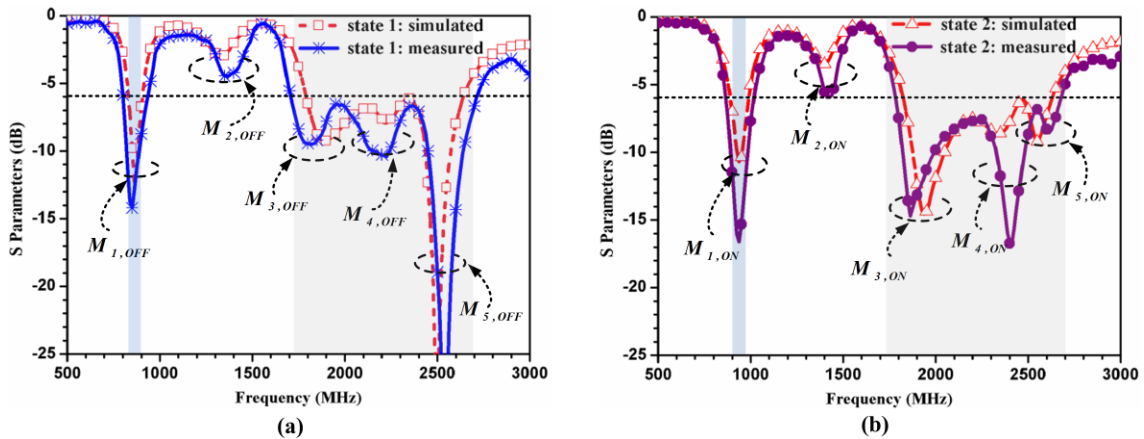 state 1: simulated
state 1: measured
0
-5
-10
-15
-20
-25
S Parameters (dB)
M 1, OFF
M 2, OFF
M 3, OFF
M 4, OFF
M 5, OFF
500 1000 1500 2000 2500 3000
Frequency (MHz)
(a)
state 2: simulated
state 2: measured
0
-5
-10
-15
-20
-25
S Parameters (dB)
M 1, ON
M 2, ON
M 3, ON
M 4, ON
M 5, ON
500 1000 1500 2000 2500 3000
Frequency (MHz)
(b)